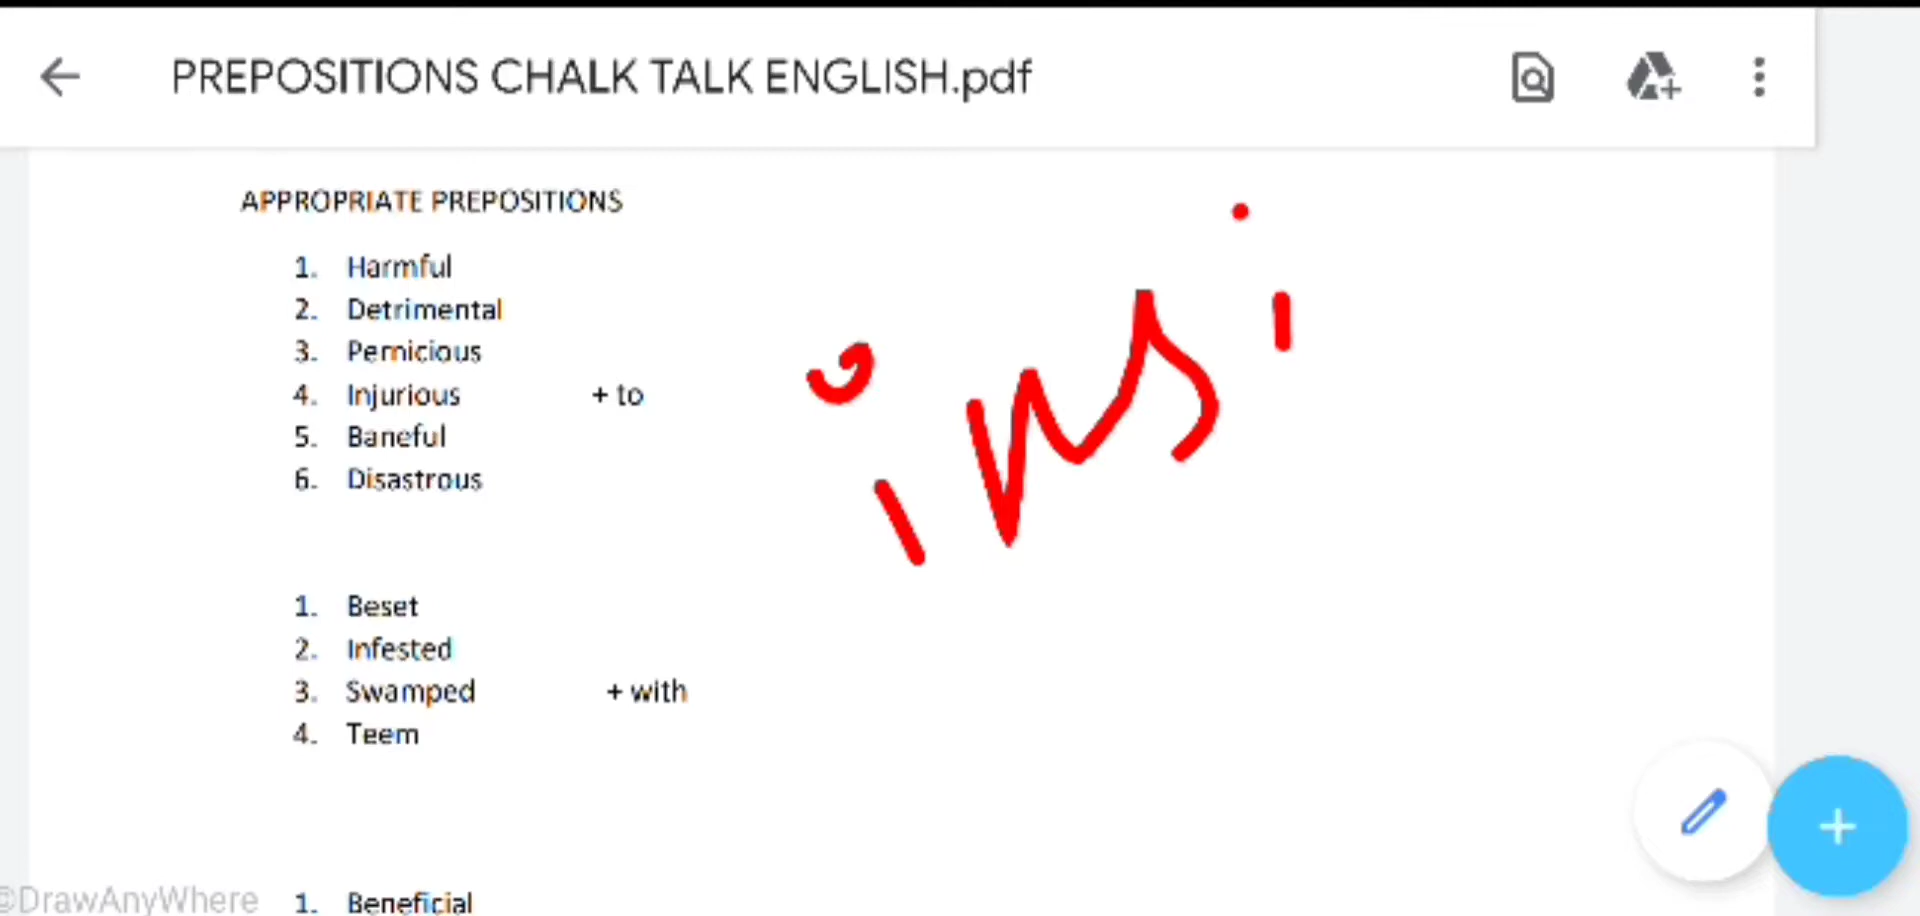 PREPOSITIONS CHALK TALK ENGLISH.pdf
APPROPRIATE PREPOSITIONS
1. Harmful
2. Detrimental
3. Pernicious
4. Injurious + to
5. Baneful
6. Disastrous
insi
1. Beset
2. Infested
3. Swamped + with
4. Teem
1. Beneficial
©DrawAnyWhere